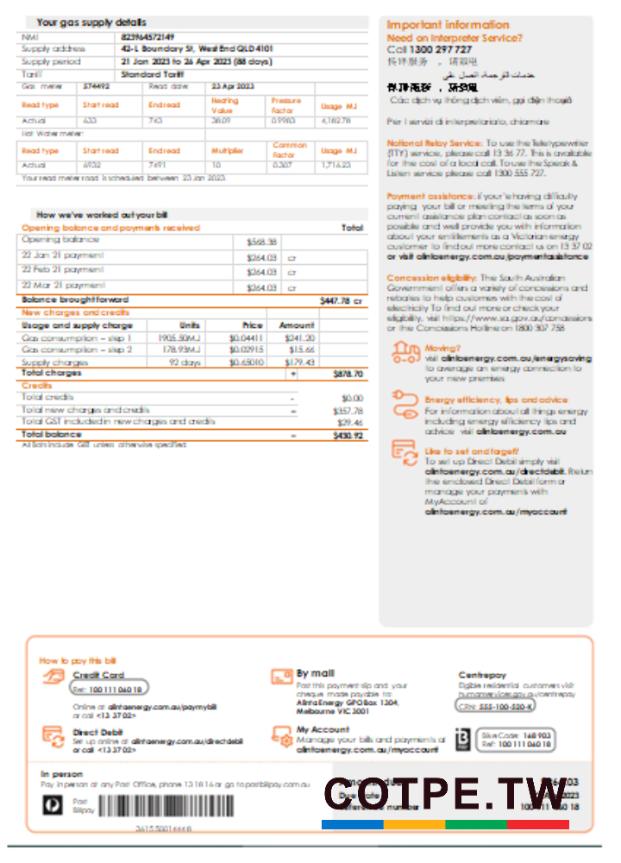 Your gas supply details
NMI 823964572149
Supply address 42-L Boundary St, West End QLD 4101
Supply period 21 Jan 2023 to 26 Apr 2023 (88 days)
Tariff Standard Tariff
Gas meter 574492 Read date: 23 Apr 2023
Read type Start read End read Heating Value Pressure Factor Usage MJ
Actual 633 743 38.09 0.9983 4,182.78
Hot Water meter:
Read type Start read End read Multiplier Common Factor Usage MJ
Actual 6932 7491 10 0.307 1,716.23
Your read meter road is scheduled between 23 Jan 2023.
How we've worked out your bill
Opening balance and payments received Total
Opening ballance $568.38
22 Jan 21 payment $264.03 cr
22 Feb 21 payment $264.03 cr
22 Mar 21 payment $264.03 cr
Balance brought forward $447.78 cr
New charges and credits
Usage and supply charge Units Price Amount
Gas consumption – step 1 1905.50MJ $0.04411 $241.20
Gas consumption – step 2 178.93MJ $0.02915 $15.66
Supply charges 92 days $0.65010 $179.43
Total charges + $878.70
Credits
Total credits - $0.00
Total new charges and credits = $357.78
Total GST included in new charges and credits $29.46
Total balance = $430.92
All Bats include GST unless otherwise specified
Important information
Need on Interpreter Service?
Call 1300 297 727
خدمات الترجمة، اتصل على
Các dịch vụ thông dịch viên, gọi điện thoại
Per i servizi di interpretariato, chiamare
National Relay Service: To use the Teletypewriter
(TTY) service, please call 13 36 77. This is available
for the cost of a local call. To use the Speak &
Listen service please call 1300 555 727.
Payment assistance: if your're having difficulty
paying your bill or meeting the terms of your
current assistance plan contact as soon as
possible and well provide you with information
about your entitlements as a Victorian energy
customer to find out more contact us on 13 37 02
or visit alintaenergy.com.au/paymentassistance
Concession eligibility: The South Australian
Government offers a variety of concessions and
rebates to help customers with the cost of
electricity To find out more or check your
eligibility, visit https://www.sa.gov.au/concessions
or the Concessions Hotline on 1800 307 758
Moving?
visit alintaenergy.com.au/energysaving
to average an energy connection to
your new premises
Energy efficiency, tips and advice
For information about all things energy
including energy efficiency tips and
advice visit alintaenergy.com.au
Like to set and forget?
To set up Direct Debit simply visit
alintaenergy.com.au/directdebit. Return
the enclosed Direct Debit form or
manage your payments with
MyAccount at
alintaenergy.com.au/myaccount
How to pay this bill
Credit Card
Ref: 100 111 060 18
Online at alintaenergy.com.au/paymybill
or call <13 37 02>
Direct Debit
Set up online at alintaenergy.com.au/directdebit
or call <13 37 02>
By mail
Post this payment slip and your
cheque made payable to:
Alinta Energy GPO Box 1304,
Melbourne VIC 3001
My Account
Manage your bills and payments at
alintaenergy.com.au/myaccount
Centrepay
Eligible residential customers visit
humanservices.gov.au/centrepay
CRN: 555-100-520-K
Biller Code: 168 903
Ref: 100 111 060 18
In person
Pay in person at any Post Office, phone 13 18 16 or go to postbillpay.com.au
Post
Billpay
COTPE.TW